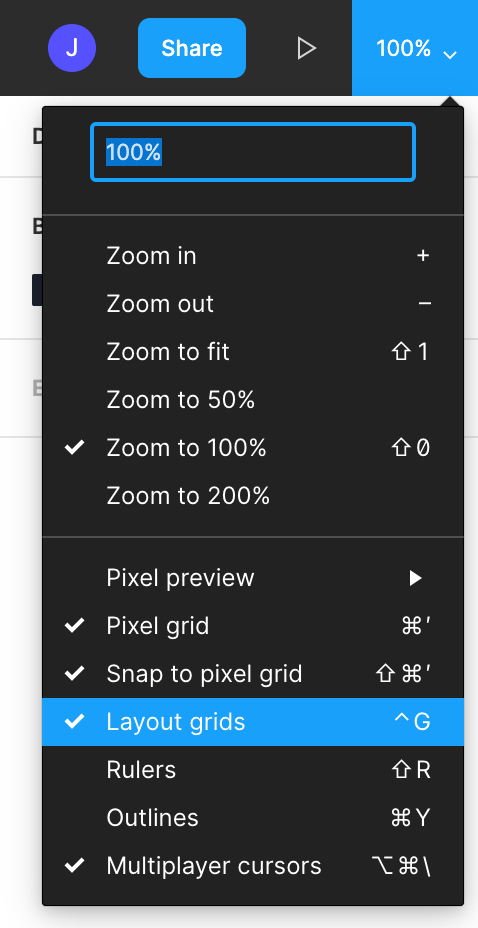 J Share 100%
D
100%
B
Zoom in +
Zoom out −
Zoom to fit ⇧1
E
Zoom to 50%
✓ Zoom to 100% ⇧0
Zoom to 200%
Pixel preview ▶
✓ Pixel grid ⌘'
✓ Snap to pixel grid ⇧⌘'
✓ Layout grids ^G
Rulers ⇧R
Outlines ⌘Y
✓ Multiplayer cursors ⌥⌘\